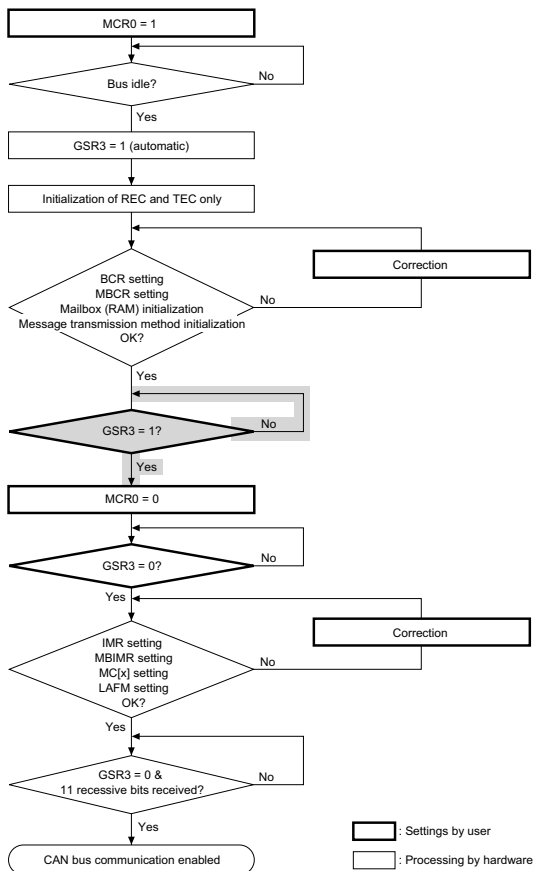 MCR0 = 1
Bus idle?
No
Yes
GSR3 = 1 (automatic)
Initialization of REC and TEC only
Correction
BCR setting
MBCR setting
Mailbox (RAM) initialization
Message transmission method initialization
OK?
No
Yes
GSR3 = 1?
No
Yes
MCR0 = 0
GSR3 = 0?
No
Yes
Correction
IMR setting
MBIMR setting
MC[x] setting
LAFM setting
OK?
No
Yes
GSR3 = 0 &
11 recessive bits received?
No
Yes
CAN bus communication enabled
: Settings by user
: Processing by hardware